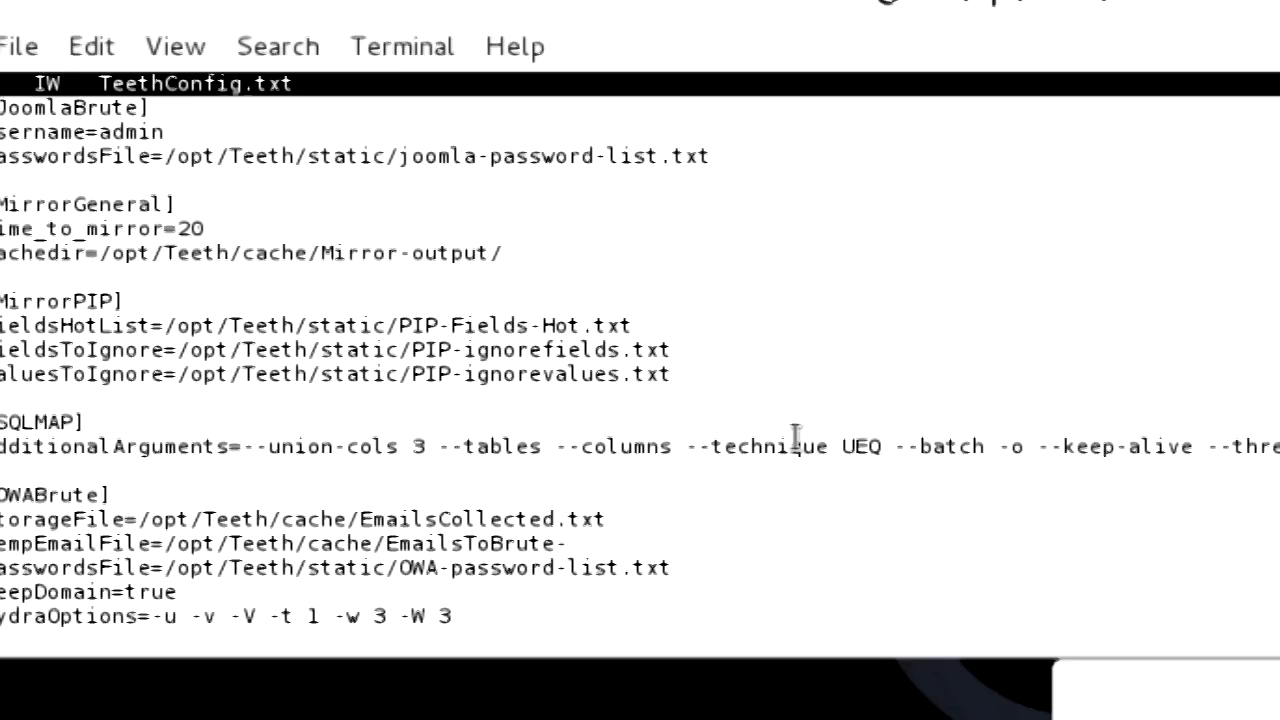 File Edit View Search Terminal Help
IW TeethConfig.txt
JoomlaBrute]
sername=admin
asswordsFile=/opt/Teeth/static/joomla-password-list.txt
MirrorGeneral]
ime_to_mirror=20
achedir=/opt/Teeth/cache/Mirror-output/
MirrorPIP]
ieldsHotList=/opt/Teeth/static/PIP-Fields-Hot.txt
ieldsToIgnore=/opt/Teeth/static/PIP-ignorefields.txt
aluesToIgnore=/opt/Teeth/static/PIP-ignorevalues.txt
SQLMAP]
dditionalArguments=--union-cols 3 --tables --columns --technique UEQ --batch -o --keep-alive --thre
OWABrute]
torageFile=/opt/Teeth/cache/EmailsCollected.txt
empEmailFile=/opt/Teeth/cache/EmailsToBrute-
asswordsFile=/opt/Teeth/static/OWA-password-list.txt
eepDomain=true
ydraOptions=-u -v -V -t 1 -w 3 -W 3